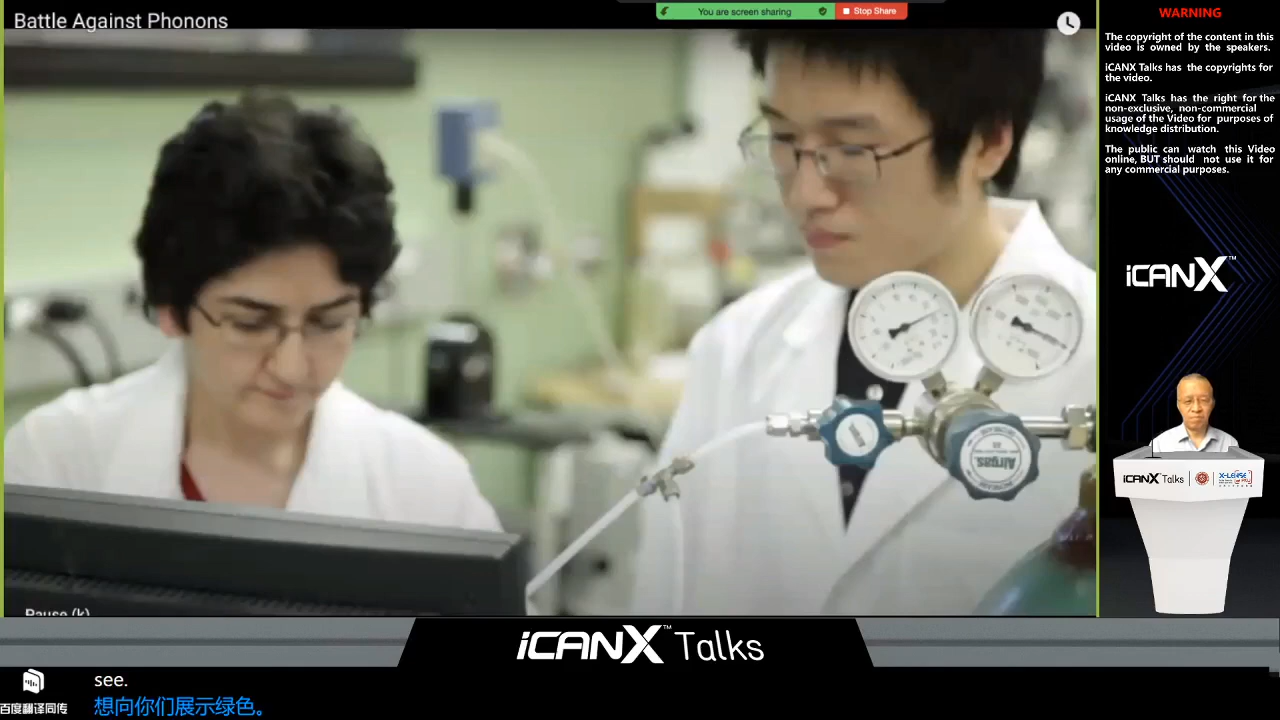 Battle Against Phonons
You are screen sharing
Stop Share
WARNING
The copyright of the content in this
video is owned by the speakers.
iCANX Talks has the copyrights for
the video.
iCANX Talks has the right for the
non-exclusive, non-commercial
usage of the Video for purposes of
knowledge distribution.
The public can watch this Video
online, BUT should not use it for
any commercial purposes.
iCANX™
Airgas
iCANX Talks
X-LENSE
Pause (k)
iCANX™ Talks
see.
想向你们展示绿色。
百度翻译同传